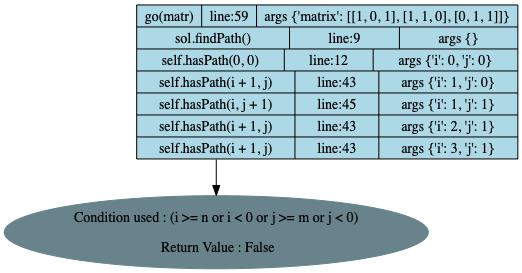 go(matr) line:59 args {'matrix': [[1, 0, 1], [1, 1, 0], [0, 1, 1]]}
sol.findPath() line:9 args {}
self.hasPath(0, 0) line:12 args {'i': 0, 'j': 0}
self.hasPath(i + 1, j) line:43 args {'i': 1, 'j': 0}
self.hasPath(i, j + 1) line:45 args {'i': 1, 'j': 1}
self.hasPath(i + 1, j) line:43 args {'i': 2, 'j': 1}
self.hasPath(i + 1, j) line:43 args {'i': 3, 'j': 1}
Condition used : (i >= n or i < 0 or j >= m or j < 0)
Return Value : False